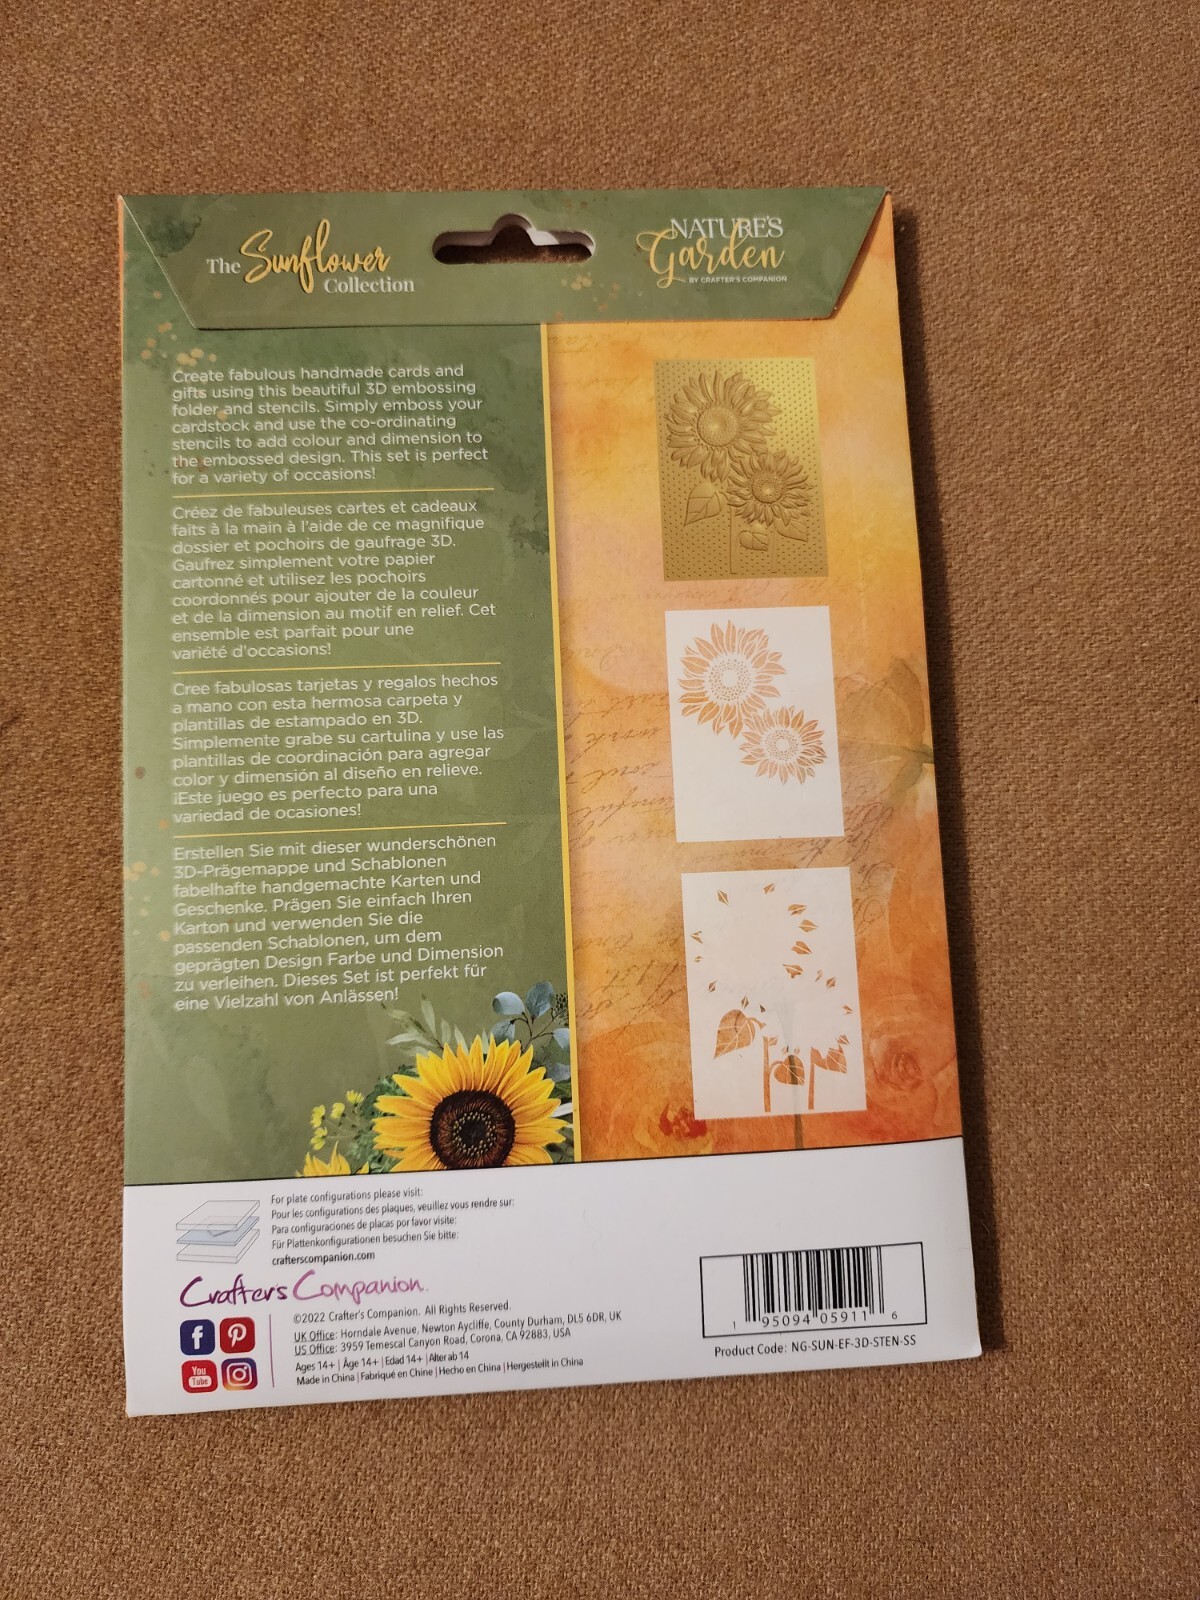 The Sunflower Collection
NATURE'S
Garden
BY CRAFTER'S COMPANION
Create fabulous handmade cards and
gifts using this beautiful 3D embossing
folder and stencils. Simply emboss your
cardstock and use the co-ordinating
stencils to add colour and dimension to
the embossed design. This set is perfect
for a variety of occasions!
Créez de fabuleuses cartes et cadeaux
faits à la main à l'aide de ce magnifique
dossier et pochoirs de gaufrage 3D.
Gaufrez simplement votre papier
cartonné et utilisez les pochoirs
coordonnés pour ajouter de la couleur
et de la dimension au motif en relief. Cet
ensemble est parfait pour une
variété d'occasions!
Cree fabulosas tarjetas y regalos hechos
a mano con esta hermosa carpeta y
plantillas de estampado en 3D.
Simplemente grabe su cartulina y use las
plantillas de coordinación para agregar
color y dimensión al diseño en relieve.
¡Este juego es perfecto para una
variedad de ocasiones!
Erstellen Sie mit dieser wunderschönen
3D-Prägemappe und Schablonen
fabelhafte handgemachte Karten und
Geschenke. Prägen Sie einfach Ihren
Karton und verwenden Sie die
passenden Schablonen, um dem
geprägten Design Farbe und Dimension
zu verleihen. Dieses Set ist perfekt für
eine Vielzahl von Anlässen!
For plate configurations please visit:
Pour les configurations des plaques, veuillez vous rendre sur:
Para configuraciones de placas por favor visite:
Für Plattenkonfigurationen besuchen Sie bitte:
crafterscompanion.com
Crafter's Companion
©2022 Crafter's Companion. All Rights Reserved.
UK Office: Horndale Avenue, Newton Aycliffe, County Durham, DL5 6DR, UK
US Office: 3959 Temescal Canyon Road, Corona, CA 92883, USA
Ages 14+ | Âge 14+ | Edad 14+ | Alter ab 14
Made in China | Fabriqué en Chine | Hecho en China | Hergestellt in China
You
Tube
1 95094 05911 6
Product Code: NG-SUN-EF-3D-STEN-SS